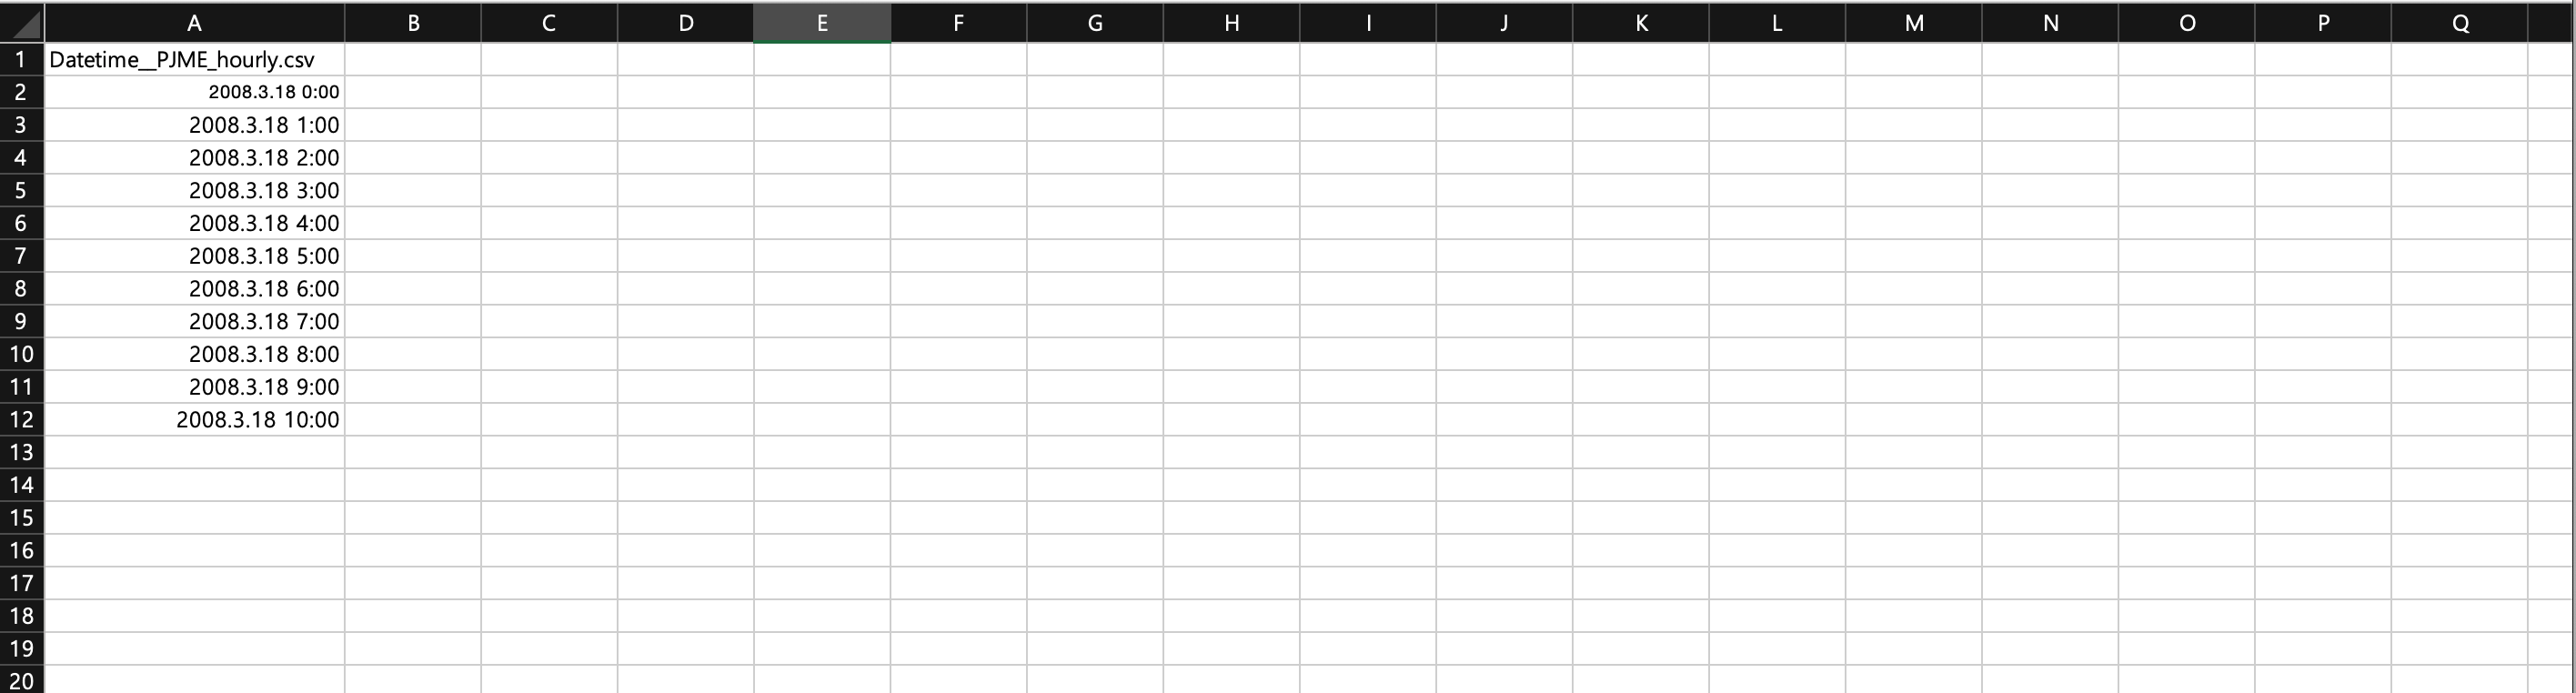 A B C D E F G H I J K L M N O P Q
1 Datetime__PJME_hourly.csv
2 2008.3.18 0:00
3 2008.3.18 1:00
4 2008.3.18 2:00
5 2008.3.18 3:00
6 2008.3.18 4:00
7 2008.3.18 5:00
8 2008.3.18 6:00
9 2008.3.18 7:00
10 2008.3.18 8:00
11 2008.3.18 9:00
12 2008.3.18 10:00
13
14
15
16
17
18
19
20